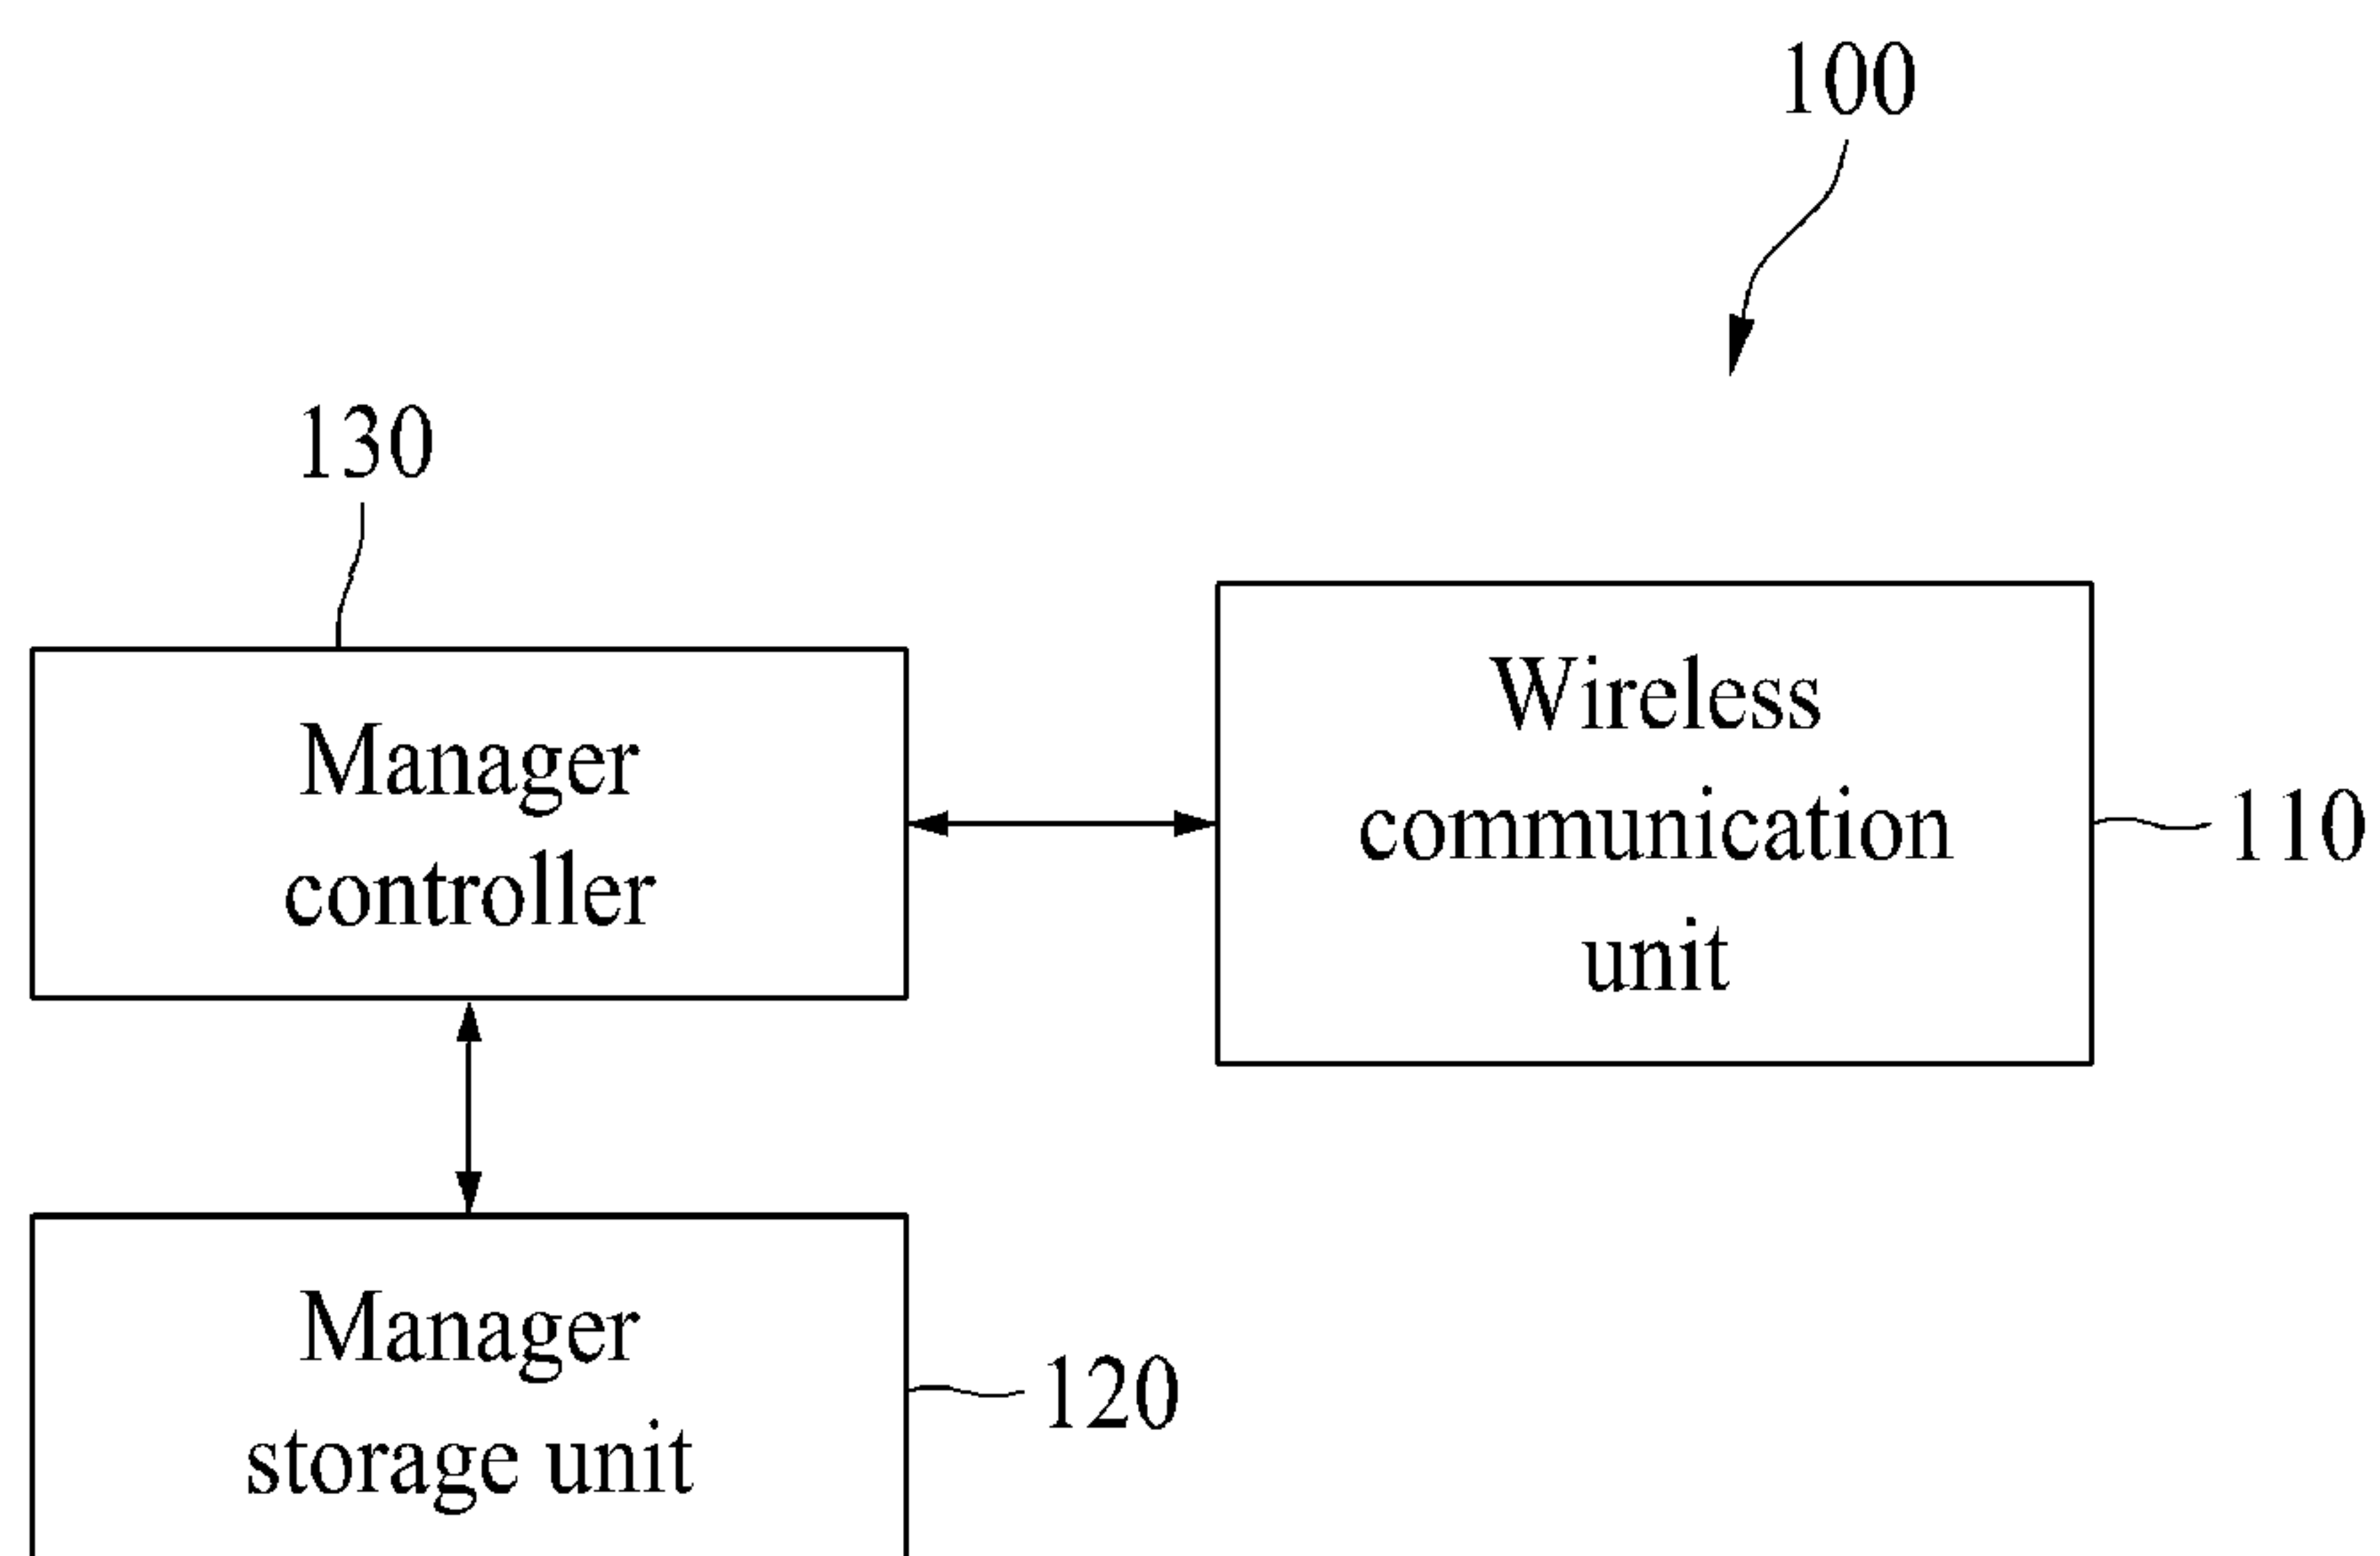 100
130
Manager
controller
Wireless
communication
unit
110
Manager
storage unit
120